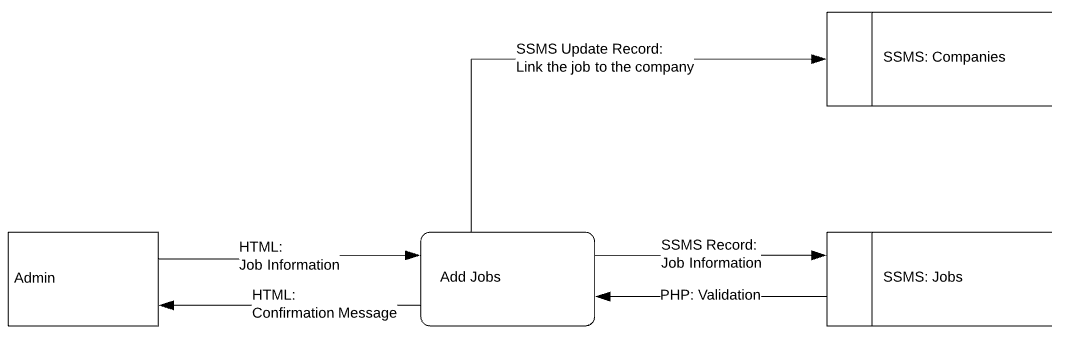 SSMS Update Record:
Link the job to the company
SSMS: Companies
Admin
HTML:
Job Information
HTML:
Confirmation Message
Add Jobs
SSMS Record:
Job Information
PHP: Validation
SSMS: Jobs